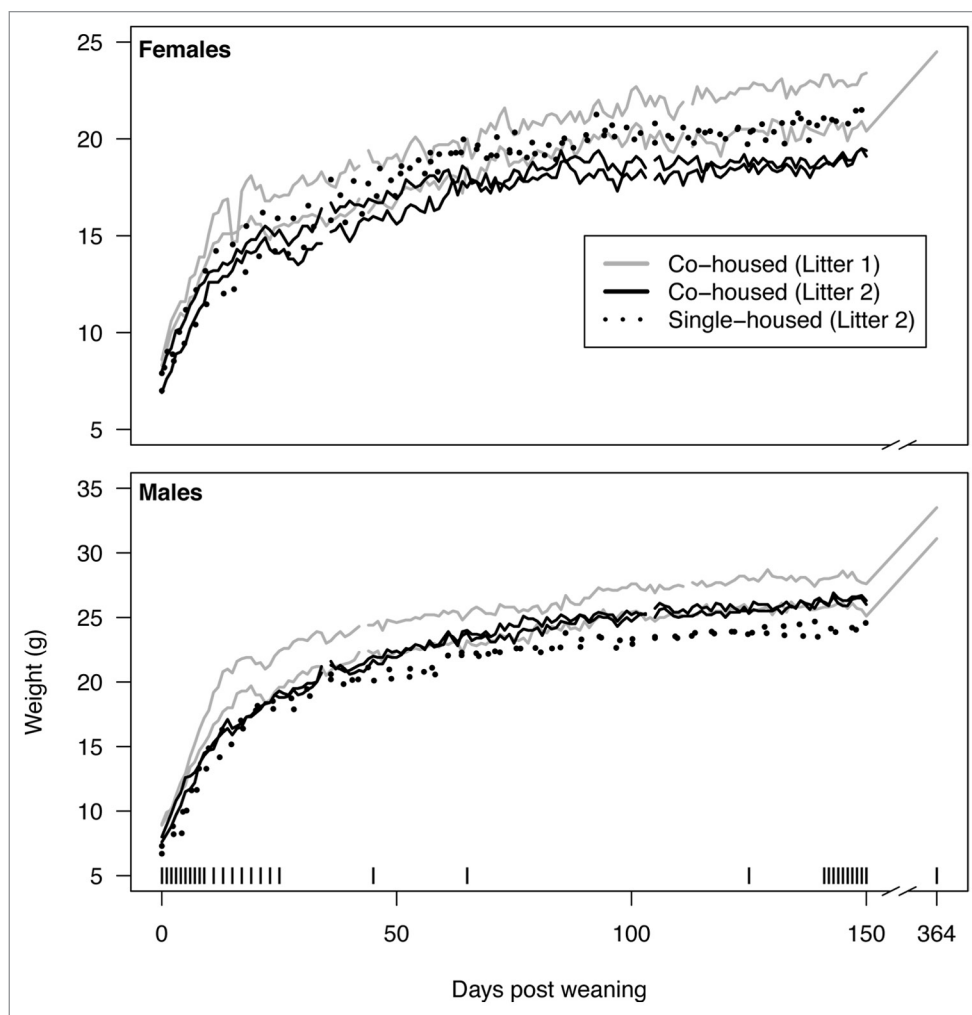 Females
25
20
15
10
5
Co−housed (Litter 1)
Co−housed (Litter 2)
Single−housed (Litter 2)
Males
35
30
25
20
15
10
5
Weight (g)
0 50 100 150 364
Days post weaning